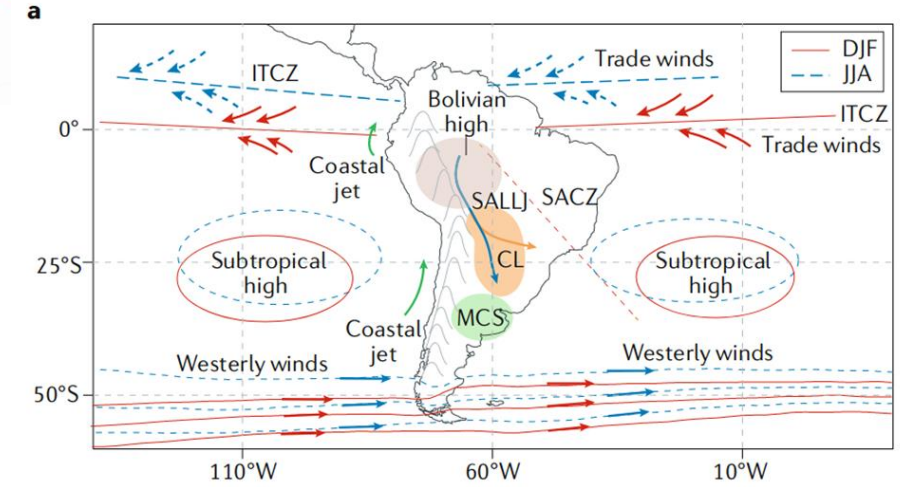 a
DJF
JJA
ITCZ
Trade winds
Bolivian
high
ITCZ
0°
Trade winds
Coastal
jet
SALLJ
SACZ
25°S
Subtropical
high
CL
Subtropical
high
MCS
Coastal
jet
Westerly winds
Westerly winds
50°S
110°W
60°W
10°W